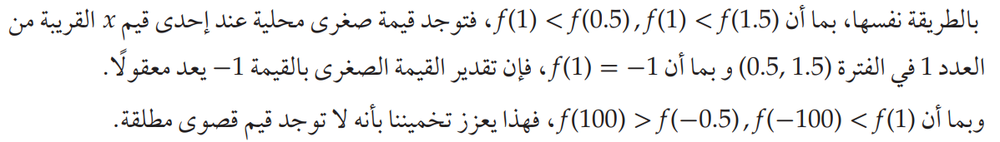 بالطريقة نفسها، بما أن f(1) < f(0.5), f(1) < f(1.5)، فتوجد قيمة صغرى محلية عند إحدى قيم x القريبة من
العدد 1 في الفترة (0.5, 1.5) و بما أن f(1) = −1، فإن تقدير القيمة الصغرى بالقيمة 1− يعد معقولًا.
وبما أن f(100) > f(−0.5), f(−100) < f(1)، فهذا يعزز تخميننا بأنه لا توجد قيم قصوى مطلقة.